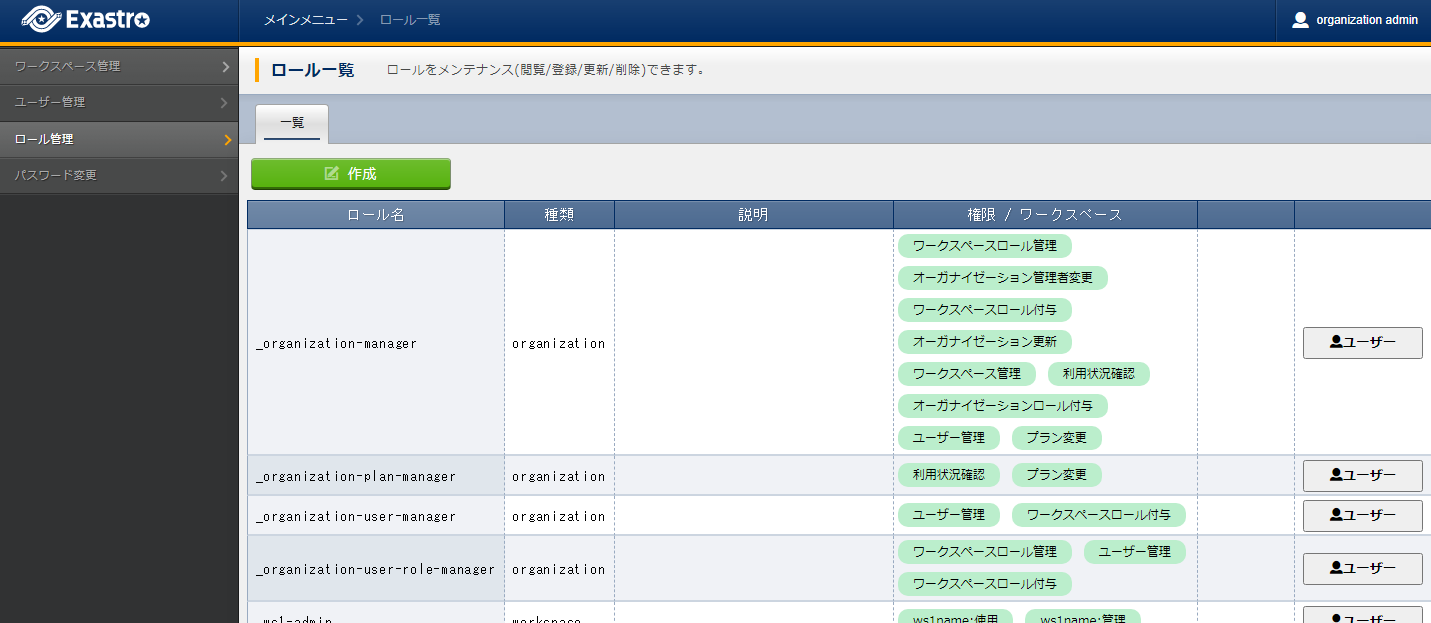 Exastro
メインメニュー ロール一覧
organization admin
ワークスペース管理
ユーザー管理
ロール管理
パスワード変更
ロール一覧 ロールをメンテナンス(閲覧/登録/更新/削除)できます。
一覧
作成
ロール名 種類 説明 権限 / ワークスペース
_organization-manager organization
ワークスペースロール管理
オーガナイゼーション管理者変更
ワークスペースロール付与
オーガナイゼーション更新
ワークスペース管理 利用状況確認
オーガナイゼーションロール付与
ユーザー管理 プラン変更
ユーザー
_organization-plan-manager organization 利用状況確認 プラン変更 ユーザー
_organization-user-manager organization ユーザー管理 ワークスペースロール付与 ユーザー
_organization-user-role-manager organization
ワークスペースロール管理 ユーザー管理
ワークスペースロール付与
ユーザー
_ws1-admin workspace ws1name:使用 ws1name:管理 ユーザー